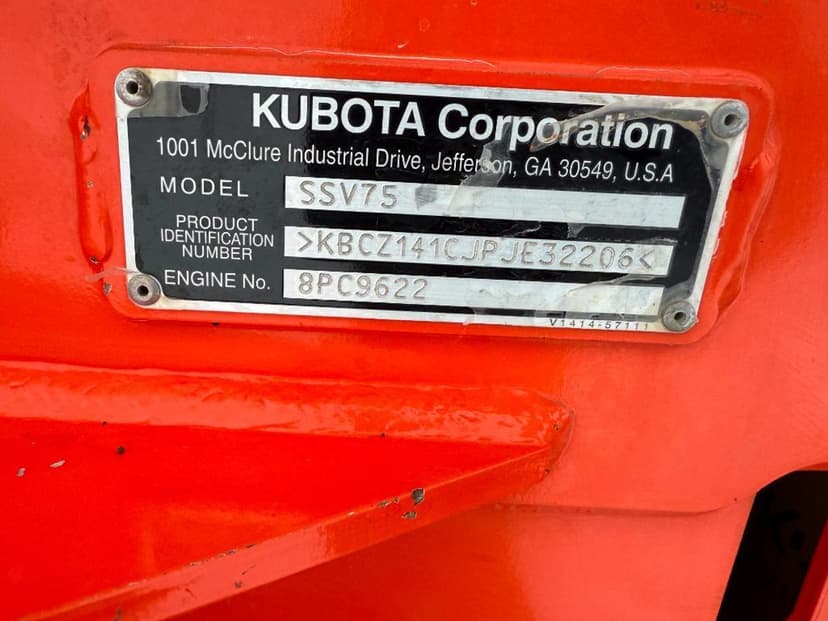 KUBOTA Corporation
1001 McClure Industrial Drive, Jefferson, GA 30549, U.S.A
MODEL SSV75
PRODUCT
IDENTIFICATION
NUMBER >KBCZ141CJPJE32206<
ENGINE No. 8PC9622
V1414-57111